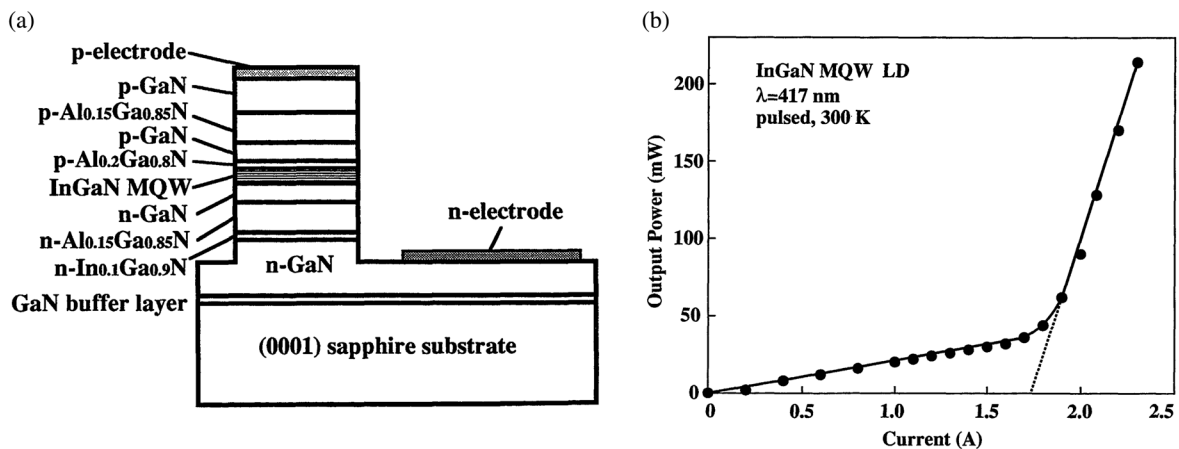 (a)
p-electrode
p-GaN
p-Al0.15Ga0.85N
p-GaN
p-Al0.2Ga0.8N
InGaN MQW
n-GaN
n-Al0.15Ga0.85N
n-In0.1Ga0.9N
GaN buffer layer
n-electrode
n-GaN
(0001) sapphire substrate
(b)
InGaN MQW LD
λ=417 nm
pulsed, 300 K
Output Power (mW)
200
150
100
50
0
0
0.5
1.0
1.5
2.0
2.5
Current (A)